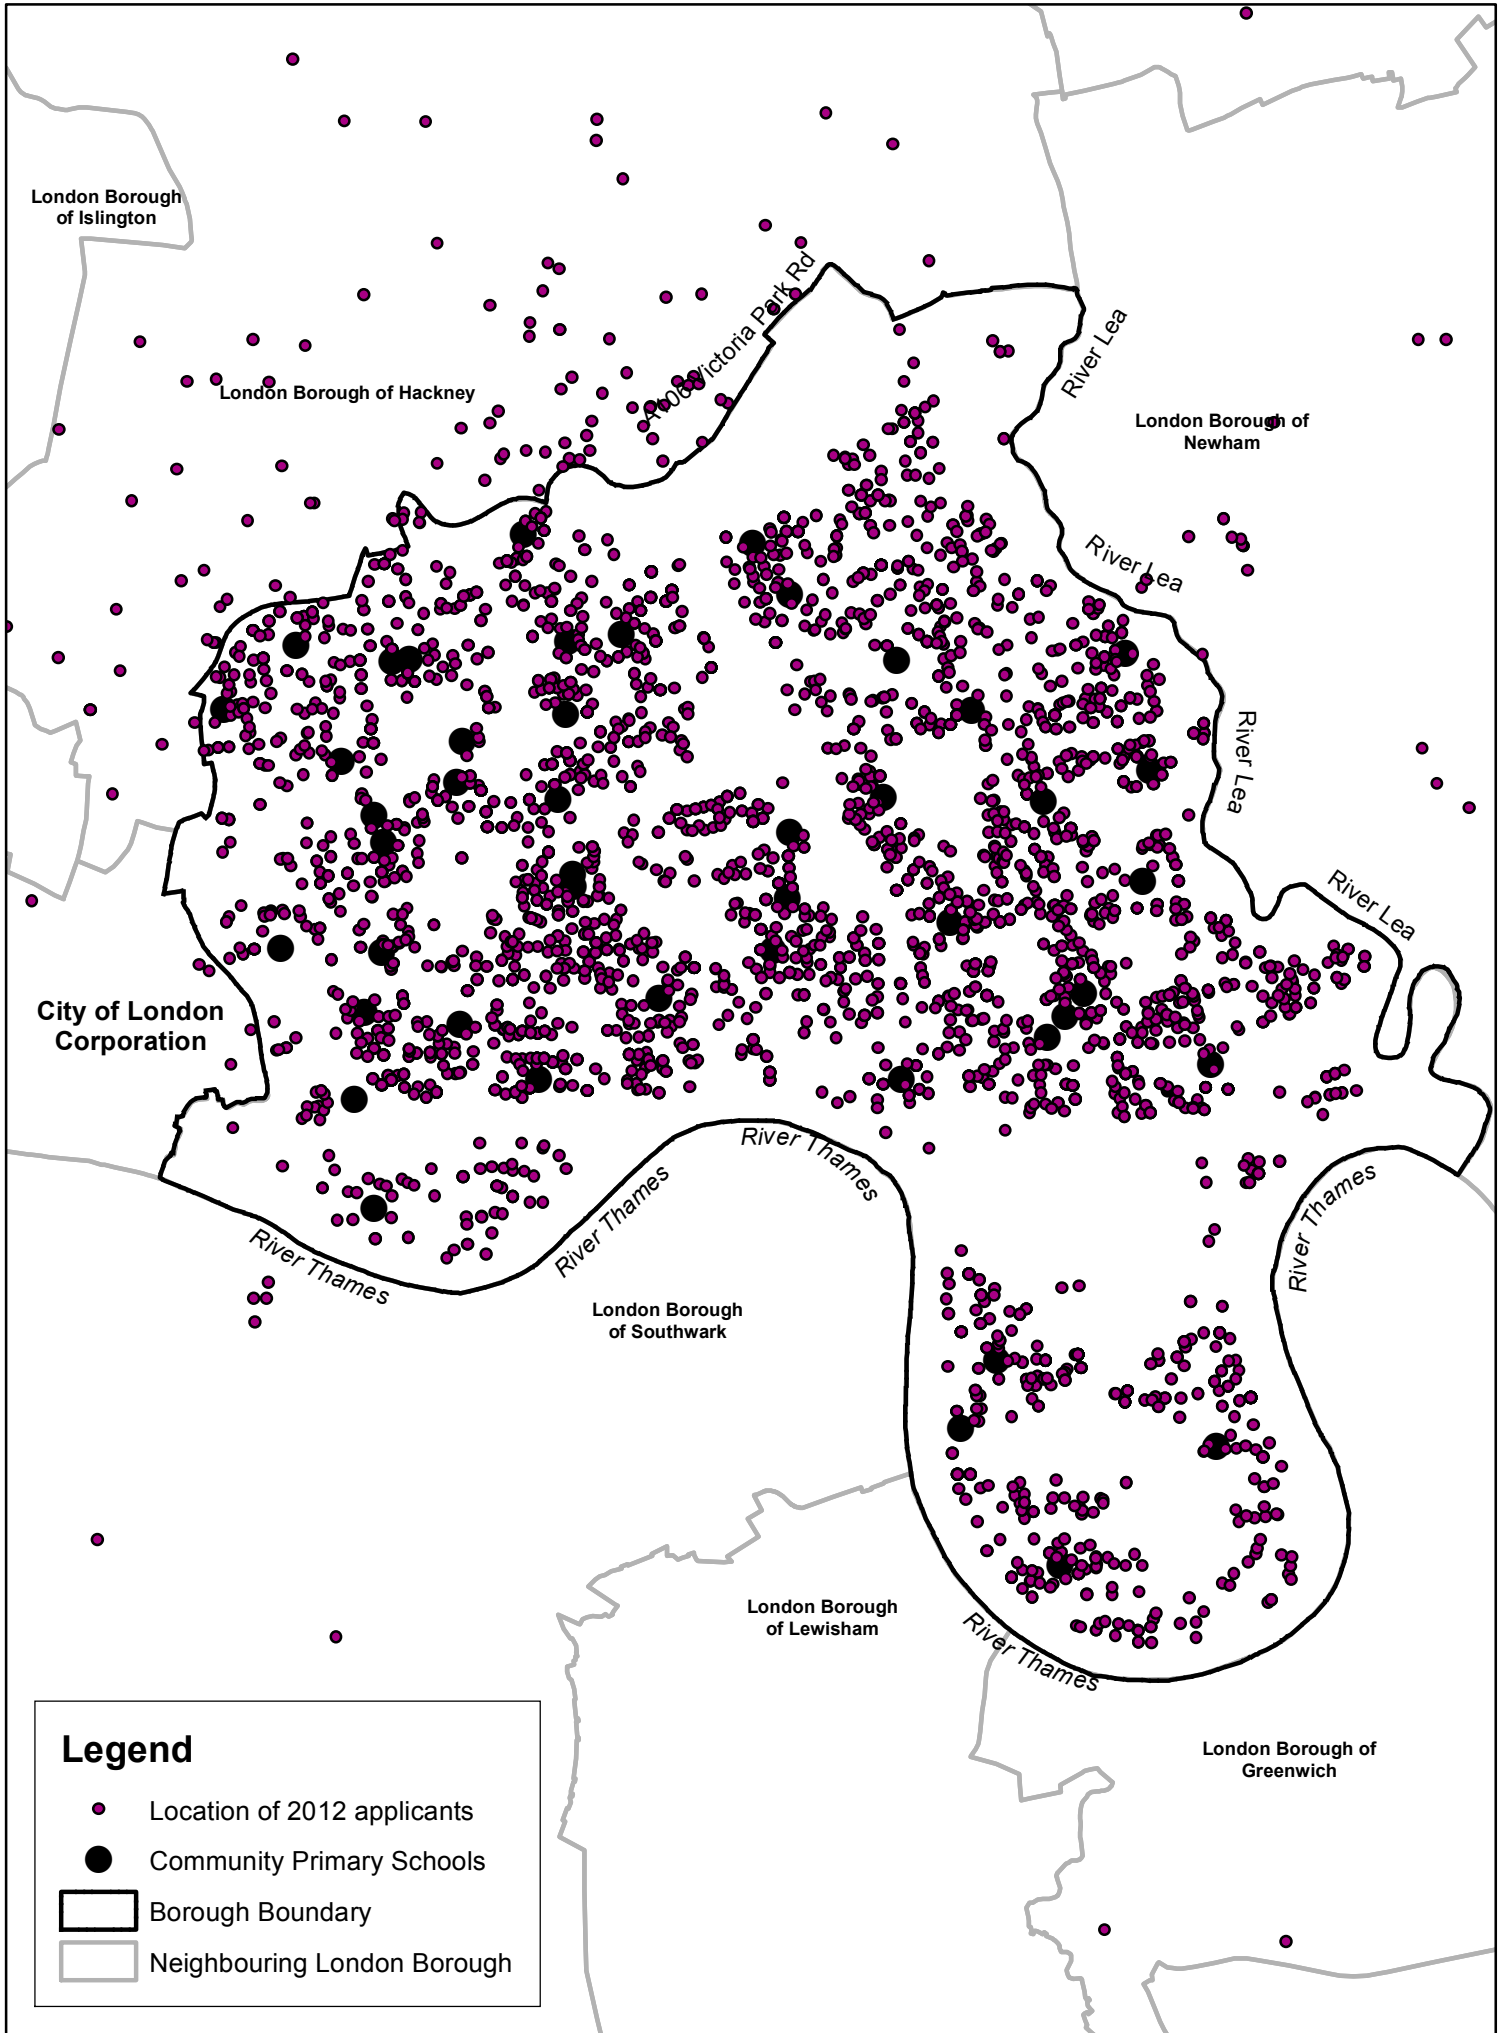 London Borough
of Islington
A106 Victoria Park Rd
River Lea
London Borough of Hackney
London Borough of
Newham
River Lea
River Lea
River Lea
City of London
Corporation
River Thames
River Thames
River Thames
River Thames
London Borough
of Southwark
London Borough
of Lewisham
River Thames
London Borough of
Greenwich
Legend
Location of 2012 applicants
Community Primary Schools
Borough Boundary
Neighbouring London Borough